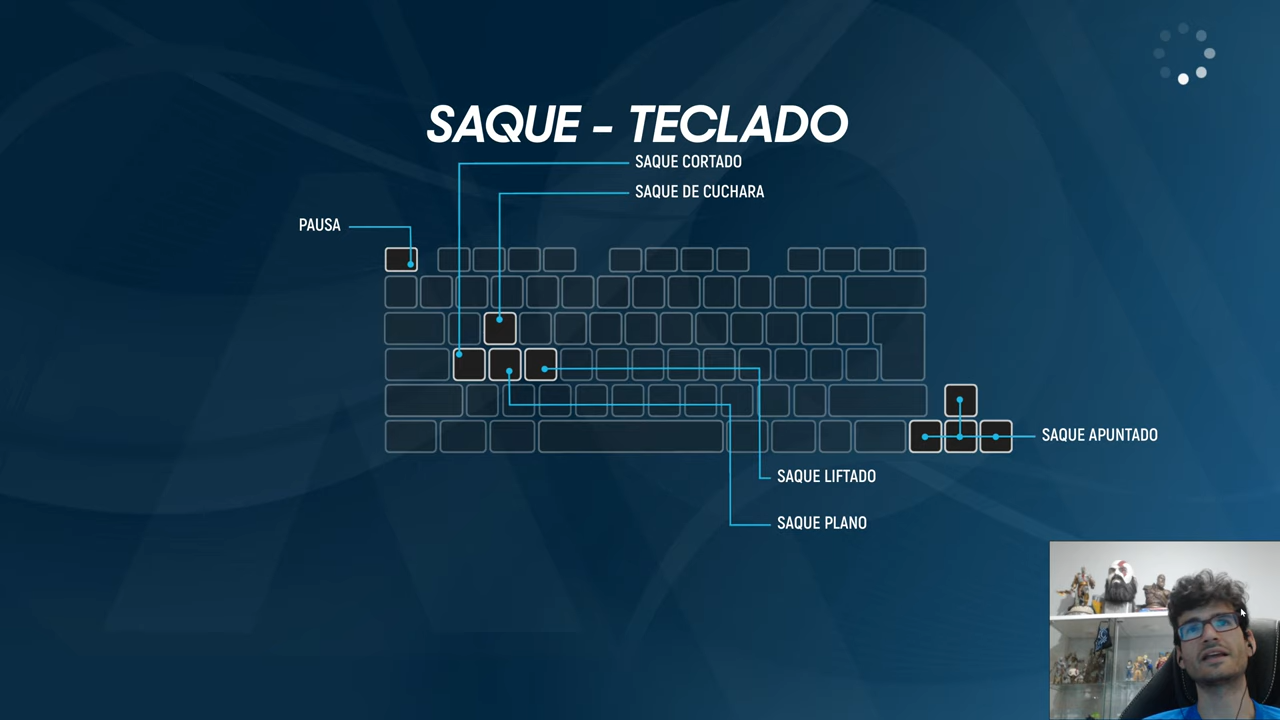 SAQUE - TECLADO
SAQUE CORTADO
SAQUE DE CUCHARA
PAUSA
SAQUE APUNTADO
SAQUE LIFTADO
SAQUE PLANO